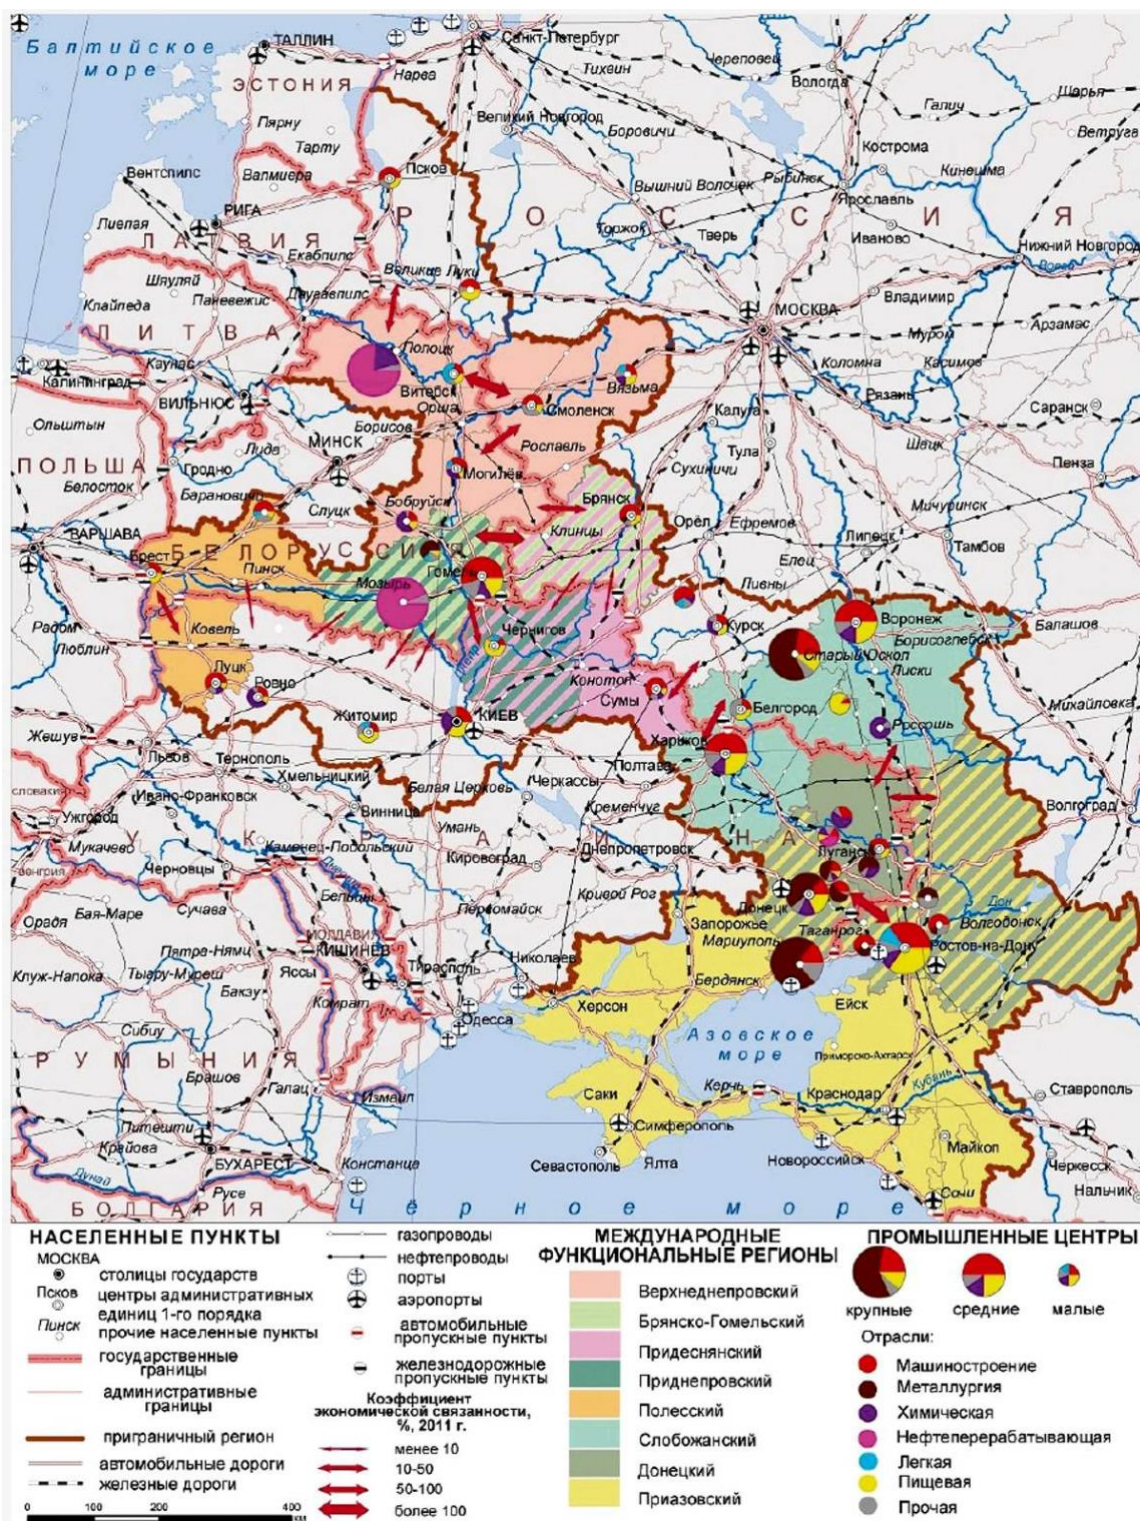 Балтийское
море
ТАЛЛИН
Санкт-Петербург
Нарва
Тихвин
Череповец
Вологда
ЭСТОНИЯ
Галич
Шарья
Пярну
Великий Новгород
Боровичи
Ветруга
Тарту
Кострома
Валмиера
Псков
Вышний Волочек
Рыбинск
Кинешма
Вентспилс
Ярославль
РИГА
РОССИЯ
Лиепая
Торжок
Тверь
Иваново
Нижний Новгород
ЛАТВИЯ
Екабпилс
Великие Луки
Шяуляй
Клайпеда
Паневежис
Даугавпилс
Владимир
МОСКВА
ЛИТВА
Муром
Арзамас
Полоцк
Каунас
Коломна
Касимов
Калининград
Витебск
Вязьма
ВИЛЬНЮС
Орша
Смоленск
Калуга
Рязань
Саранск
Ольштын
Борисов
МИНСК
Рославль
Тула
Шацк
ПОЛЬША
Гродно
Лида
Могилёв
Сухиничи
Пенза
Белосток
Барановичи
Слуцк
Бобруйск
Брянск
Мичуринск
ВАРШАВА
Клинцы
Орёл
Ефремов
Липецк
Тамбов
БЕЛОРУССИЯ
Брест
Пинск
Мозырь
Гомель
Елец
Ливны
Радом
Ковель
Чернигов
Курск
Воронеж
Балашов
Люблин
Днепр
Борисоглебск
Старый Оскол
Луцк
Ровно
Конотоп
Лиски
Сумы
Житомир
КИЕВ
Белгород
Михайловка
Россошь
Жешув
Харьков
Львов
Тернополь
Полтава
СЛОВАКИЯ
Хмельницкий
Белая Церковь
Черкассы
Ивано-Франковск
Винница
Кременчуг
Волгоград
Ужгород
УКРАИНА
Мукачево
Каменец-Подольский
Умань
Кировоград
Днепропетровск
Луганск
ВЕНГРИЯ
Черновцы
Днестр
Бельцы
Кривой Рог
Орадя
Бая-Маре
Сучава
Первомайск
Запорожье
Донецк
Дон
Волгодонск
МОЛДАВИЯ
Мариуполь
Таганрог
Ростов-на-Дону
Пятра-Нямц
КИШИНЁВ
Николаев
Клуж-Напока
Тыргу-Муреш
Яссы
Тирасполь
Бердянск
Бакэу
Комрат
Херсон
Ейск
Одесса
Сибиу
Азовское
море
РУМЫНИЯ
Приморско-Ахтарск
Брашов
Галац
Саки
Керчь
Краснодар
Кубань
Ставрополь
Измаил
Симферополь
Питешти
Крайова
Майкоп
БУХАРЕСТ
Констанца
Севастополь
Ялта
Новороссийск
Черкесск
Дунай
Русе
Сочи
Нальчик
БОЛГАРИЯ
Чёрное море
НАСЕЛЕННЫЕ ПУНКТЫ
МОСКВА
столицы государств
Псков
центры административных
единиц 1-го порядка
Пинск
прочие населенные пункты
государственные
границы
административные
границы
приграничный регион
автомобильные дороги
железные дороги
0 100 200 400
км
газопроводы
нефтепроводы
порты
аэропорты
автомобильные
пропускные пункты
железнодорожные
пропускные пункты
Коэффициент
экономической связанности,
%, 2011 г.
менее 10
10-50
50-100
более 100
МЕЖДУНАРОДНЫЕ
ФУНКЦИОНАЛЬНЫЕ РЕГИОНЫ
Верхнеднепровский
Брянско-Гомельский
Придеснянский
Приднепровский
Полесский
Слобожанский
Донецкий
Приазовский
ПРОМЫШЛЕННЫЕ ЦЕНТРЫ
крупные
средние
малые
Отрасли:
Машиностроение
Металлургия
Химическая
Нефтеперерабатывающая
Легкая
Пищевая
Прочая